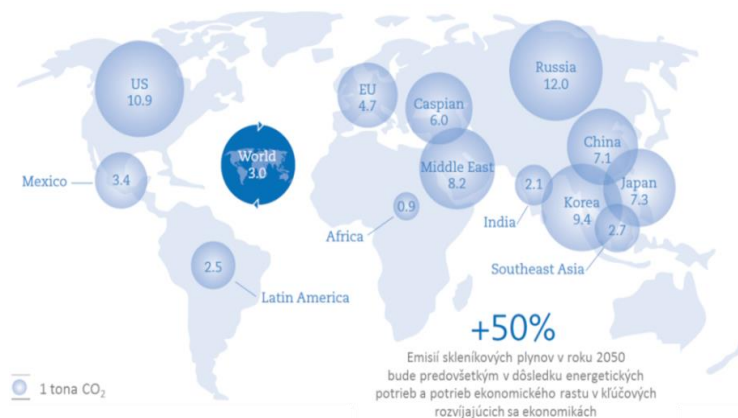 US
10.9
EU
4.7
Caspian
6.0
Russia
12.0
World
3.0
Mexico
3.4
Middle East
8.2
China
7.1
2.1
India
Japan
7.3
Korea
9.4
0.9
Africa
2.7
Southeast Asia
2.5
Latin America
+50%
Emisií skleníkových plynov v roku 2050
bude predovšetkým v dôsledku energetických
potrieb a potrieb ekonomického rastu v kľúčových
rozvíjajúcich sa ekonomikách
1 tona CO₂